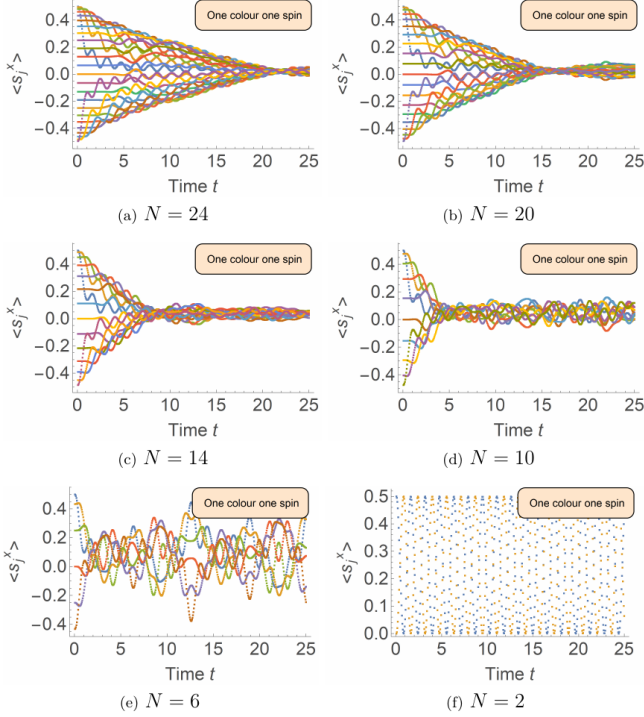 One colour one spin
<s_j^x>
0.4
0.2
0.0
−0.2
−0.4
0 5 10 15 20 25
Time t
(a) N = 24
One colour one spin
<s_j^x>
0.4
0.2
0.0
−0.2
−0.4
0 5 10 15 20 25
Time t
(b) N = 20
One colour one spin
<s_j^x>
0.4
0.2
0.0
−0.2
−0.4
0 5 10 15 20 25
Time t
(c) N = 14
One colour one spin
<s_j^x>
0.4
0.2
0.0
−0.2
−0.4
0 5 10 15 20 25
Time t
(d) N = 10
One colour one spin
<s_j^x>
0.4
0.2
0.0
−0.2
−0.4
0 5 10 15 20 25
Time t
(e) N = 6
One colour one spin
<s_j^x>
0.5
0.4
0.3
0.2
0.1
0.0
0 5 10 15 20 25
Time t
(f) N = 2